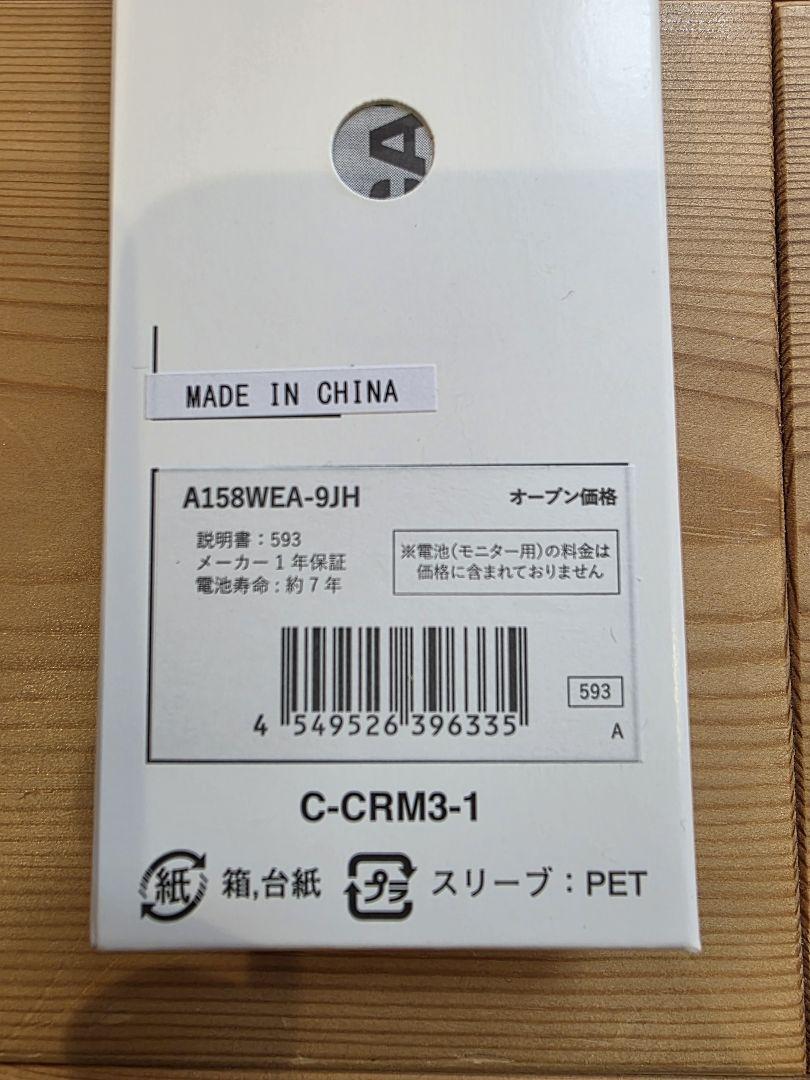 CA
MADE IN CHINA
A158WEA-9JH
オープン価格
説明書：593
メーカー1年保証
電池寿命：約7年
※電池(モニター用)の料金は
価格に含まれておりません
4 549526 396335
593
A
C-CRM3-1
紙 箱,台紙 プラ スリーブ：PET